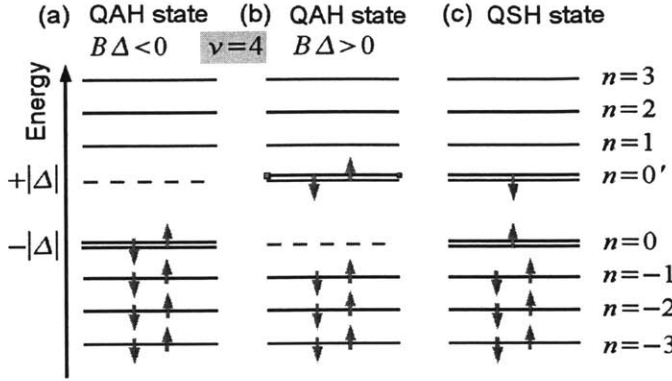 (a) QAH state (b) QAH state (c) QSH state
BΔ<0 ν=4 BΔ>0
Energy
n=3
n=2
n=1
+|Δ| n=0'
-|Δ| n=0
n=-1
n=-2
n=-3